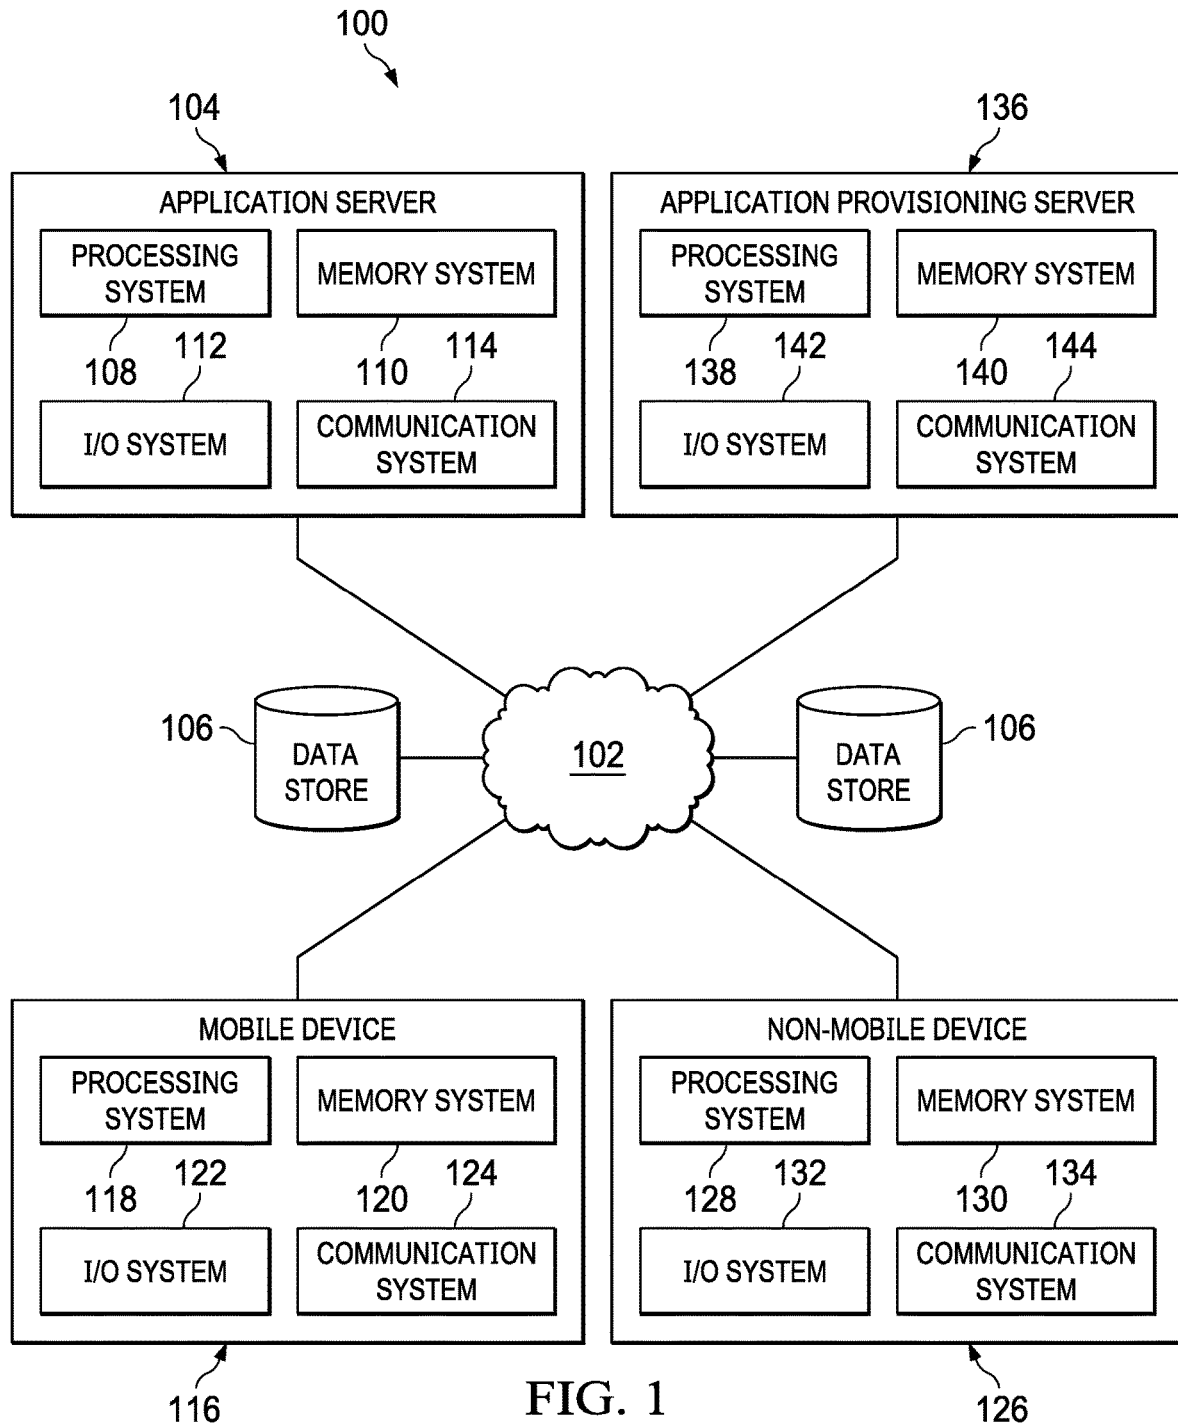 100
104
136
APPLICATION SERVER
APPLICATION PROVISIONING SERVER
PROCESSING
SYSTEM
MEMORY SYSTEM
PROCESSING
SYSTEM
MEMORY SYSTEM
108
112
110
114
138
142
140
144
I/O SYSTEM
COMMUNICATION
SYSTEM
I/O SYSTEM
COMMUNICATION
SYSTEM
106
DATA
STORE
102
DATA
STORE
106
MOBILE DEVICE
NON-MOBILE DEVICE
PROCESSING
SYSTEM
MEMORY SYSTEM
PROCESSING
SYSTEM
MEMORY SYSTEM
118
122
120
124
128
132
130
134
I/O SYSTEM
COMMUNICATION
SYSTEM
I/O SYSTEM
COMMUNICATION
SYSTEM
116
FIG. 1
126